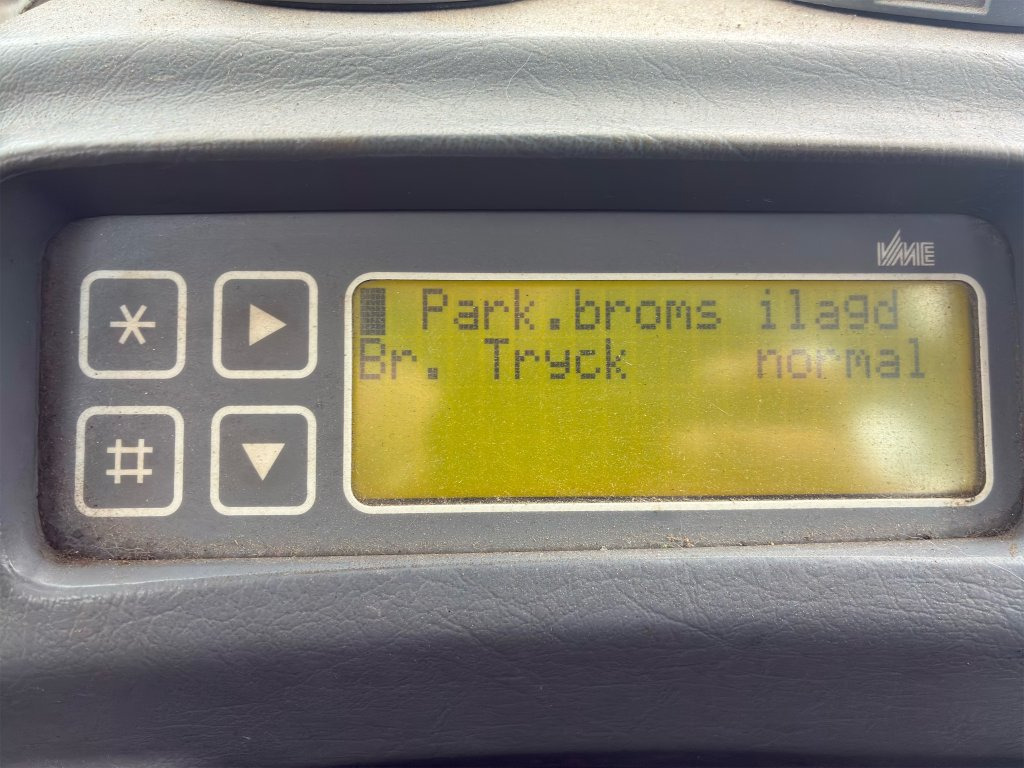 VME
* Park.broms ilagd
Br. Tryck normal
#